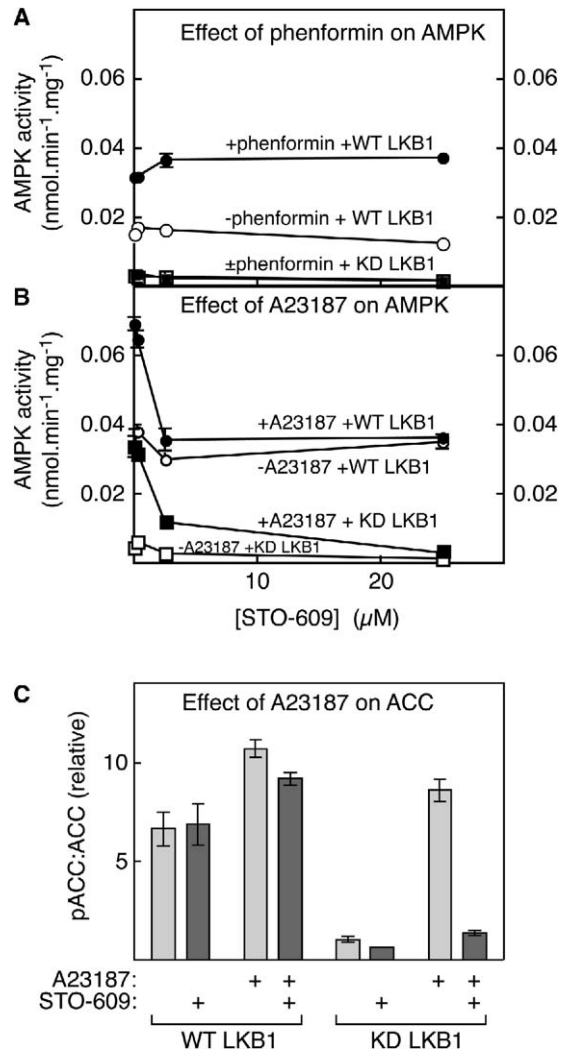 A
Effect of phenformin on AMPK
AMPK activity
(nmol.min⁻¹.mg⁻¹)
0.06 0.06
0.04 0.04
0.02 0.02
+phenformin +WT LKB1
-phenformin + WT LKB1
±phenformin + KD LKB1
B
Effect of A23187 on AMPK
AMPK activity
(nmol.min⁻¹.mg⁻¹)
0.06 0.06
0.04 0.04
0.02 0.02
+A23187 +WT LKB1
-A23187 +WT LKB1
+A23187 + KD LKB1
-A23187 +KD LKB1
10 20
[STO-609] (µM)
C
Effect of A23187 on ACC
pACC:ACC (relative)
10
5
A23187: + + + +
STO-609: + + + +
WT LKB1 KD LKB1